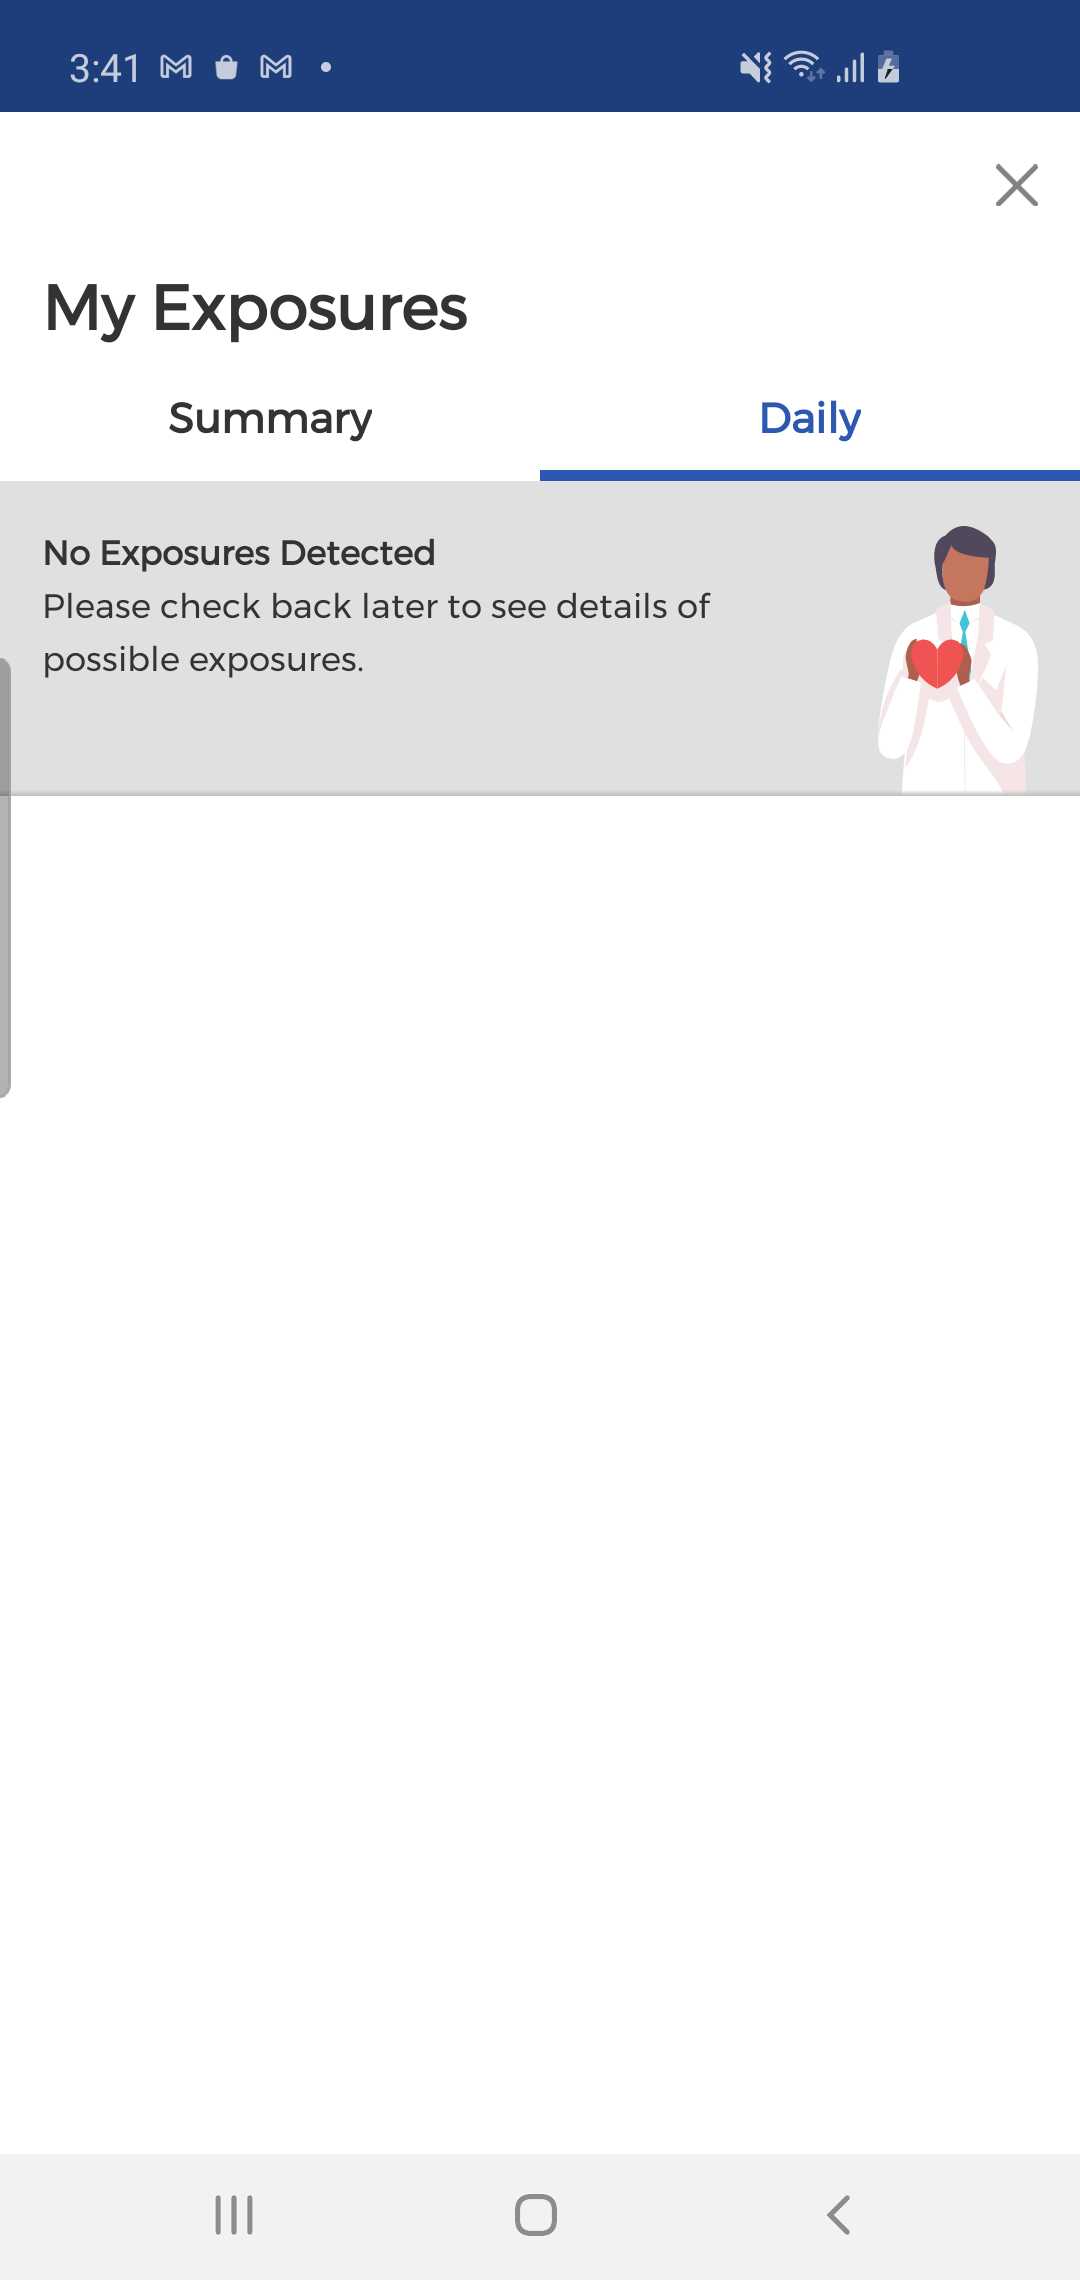 3:41
My Exposures
Summary
Daily
No Exposures Detected
Please check back later to see details of
possible exposures.